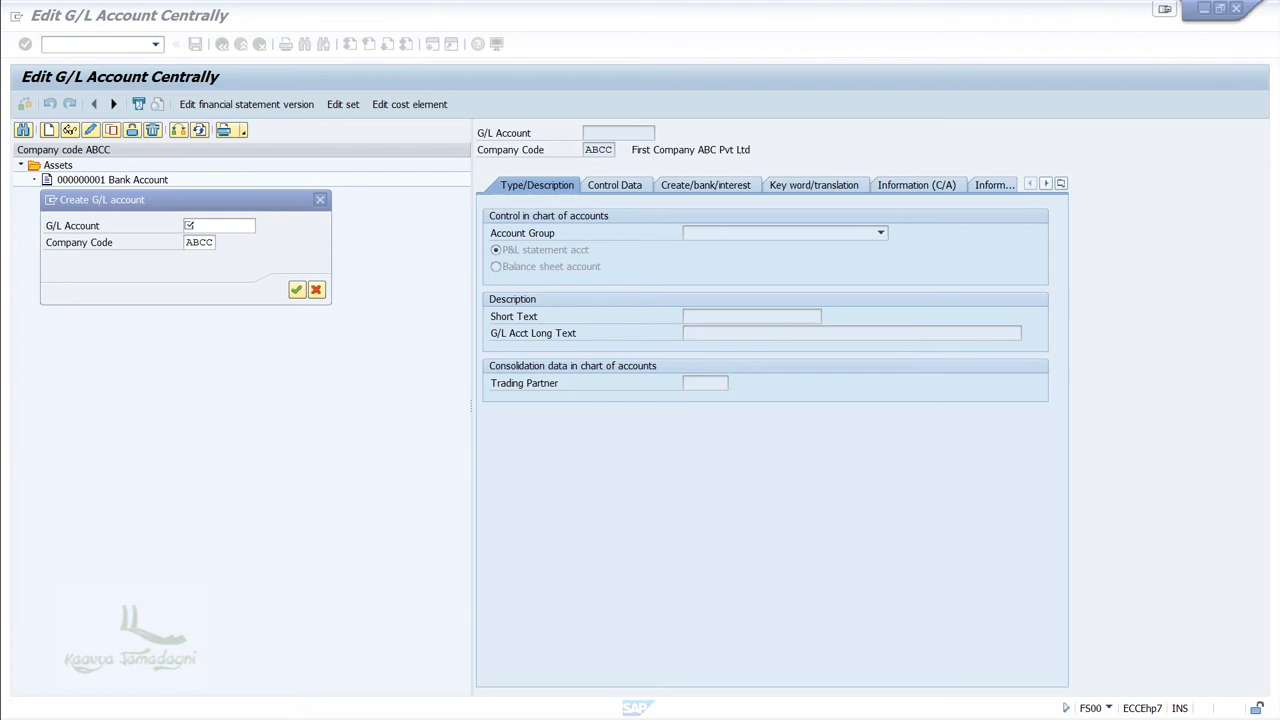 Edit G/L Account Centrally
Edit G/L Account Centrally
Edit financial statement version Edit set Edit cost element
Company code ABCC
Assets
000000001 Bank Account
Create G/L account
G/L Account
Company Code ABCC
G/L Account
Company Code ABCC First Company ABC Pvt Ltd
Type/Description Control Data Create/bank/interest Key word/translation Information (C/A) Inform...
Control in chart of accounts
Account Group
P&L statement acct
Balance sheet account
Description
Short Text
G/L Acct Long Text
Consolidation data in chart of accounts
Trading Partner
Kaavya Jamadagni
SAP
FS00 ECCEhp7 INS